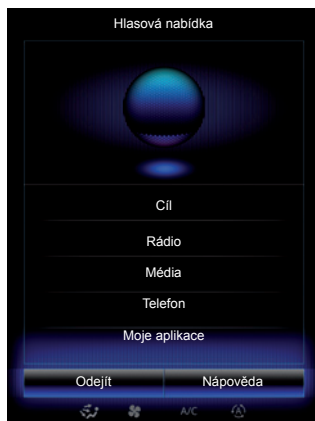 Hlasová nabídka
Cíl
Rádio
Média
Telefon
Moje aplikace
Odejít Nápověda
A/C A